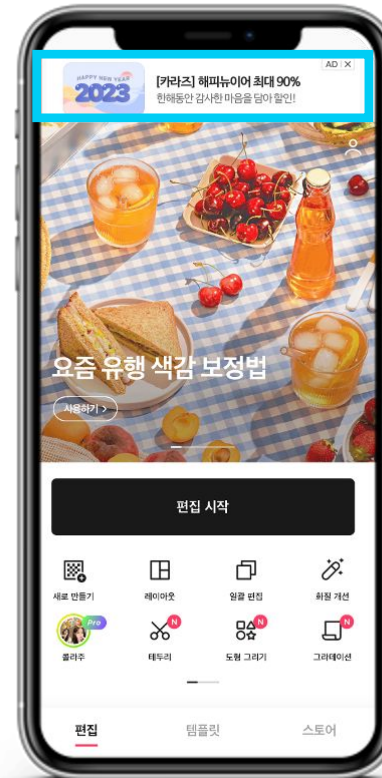 HAPPY NEW YEAR
2023
[카라즈] 해피뉴이어 최대 90%
한해동안 감사한 마음을 담아 할인!
AD X
요즘 유행 색감 보정법
사용하기 >
편집 시작
새로 만들기
레이아웃
일괄 편집
화질 개선
Pro
N
N
N
콜라주
테두리
도형 그리기
그라데이션
편집
템플릿
스토어